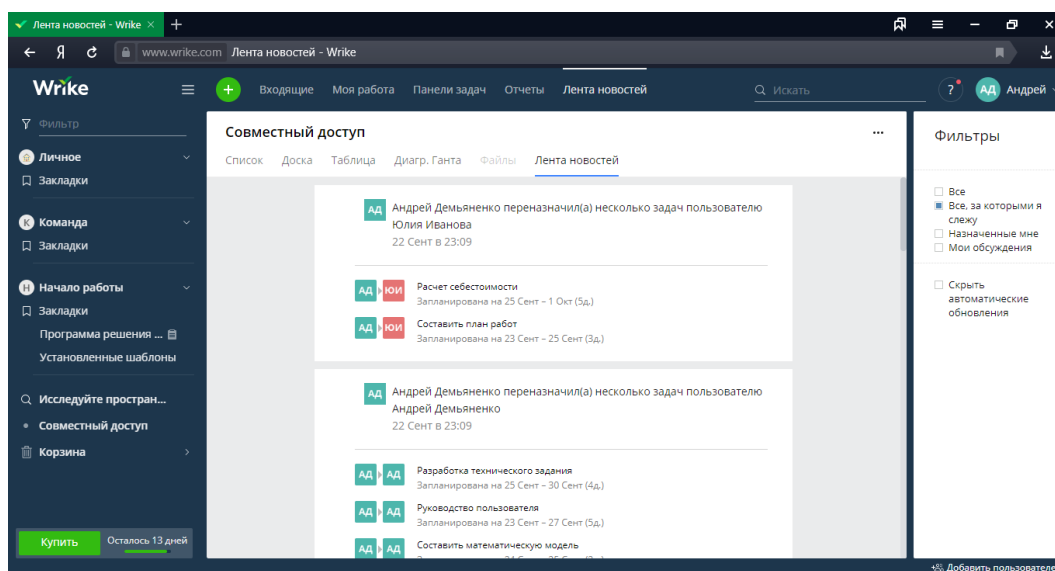 Лента новостей - Wrike
www.wrike.com Лента новостей - Wrike
Wrike
Входящие Моя работа Панели задач Отчеты Лента новостей
Искать
? АД Андрей
Фильтр
Личное
Закладки
К Команда
Закладки
Н Начало работы
Закладки
Программа решения ...
Установленные шаблоны
Исследуйте простран...
Совместный доступ
Корзина
Купить Осталось 13 дней
Совместный доступ
Список Доска Таблица Диагр. Ганта Файлы Лента новостей
АД Андрей Демьяненко переназначил(а) несколько задач пользователю
Юлия Иванова
22 Сент в 23:09
АД ЮИ Расчет себестоимости
Запланирована на 25 Сент – 1 Окт (5д.)
АД ЮИ Составить план работ
Запланирована на 23 Сент – 25 Сент (3д.)
АД Андрей Демьяненко переназначил(а) несколько задач пользователю
Андрей Демьяненко
22 Сент в 23:09
АД АД Разработка технического задания
Запланирована на 25 Сент – 30 Сент (4д.)
АД АД Руководство пользователя
Запланирована на 23 Сент – 27 Сент (5д.)
АД АД Составить математическую модель
Фильтры
Все
Все, за которыми я
слежу
Назначенные мне
Мои обсуждения
Скрыть
автоматические
обновления
Добавить пользователе